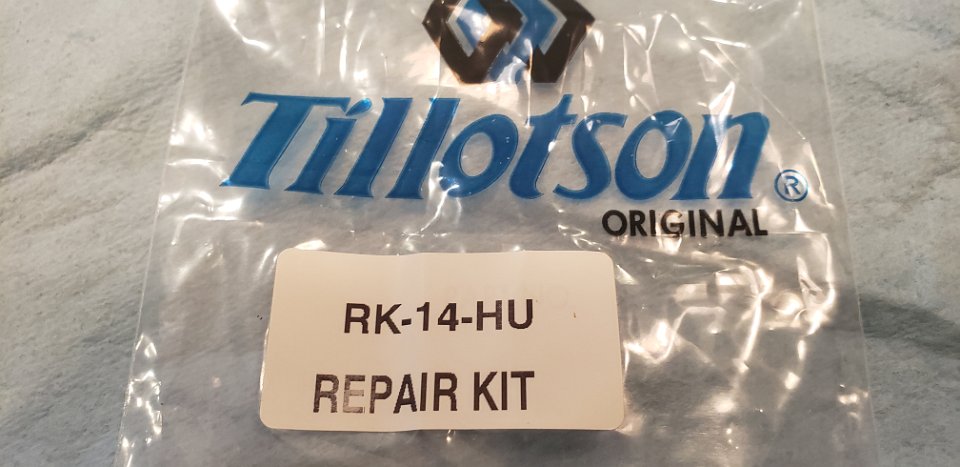 Tillotson®
ORIGINAL
RK-14-HU
REPAIR KIT